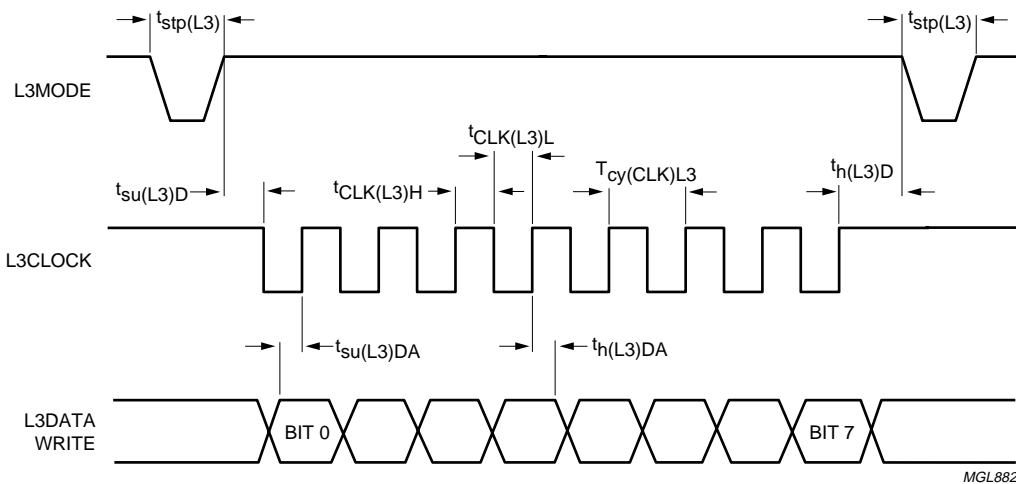 tstp(L3)
tstp(L3)
L3MODE
tCLK(L3)L
tsu(L3)D
tCLK(L3)H
Tcy(CLK)L3
th(L3)D
L3CLOCK
tsu(L3)DA
th(L3)DA
L3DATA
WRITE
BIT 0
BIT 7
MGL882